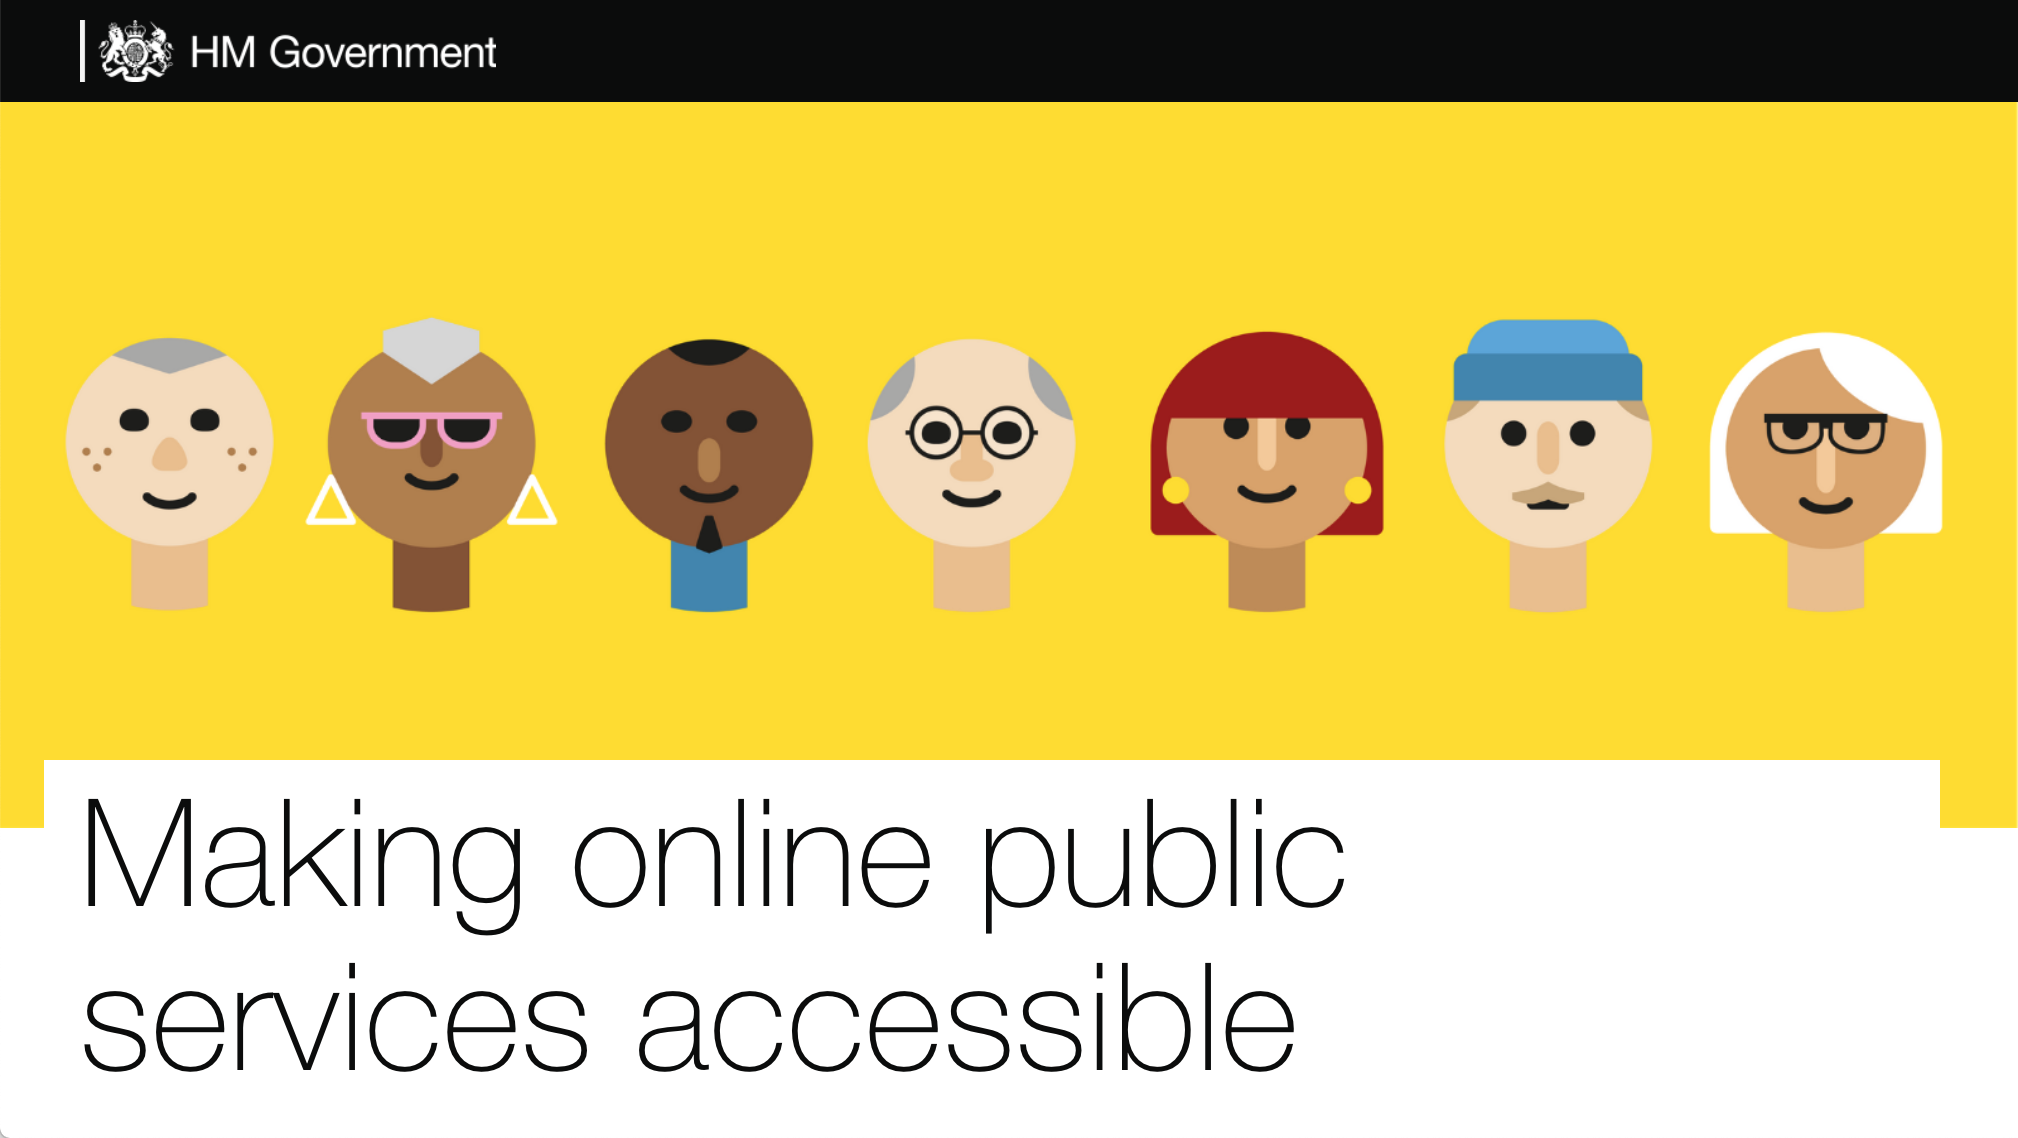 HM Government
Making online public
services accessible